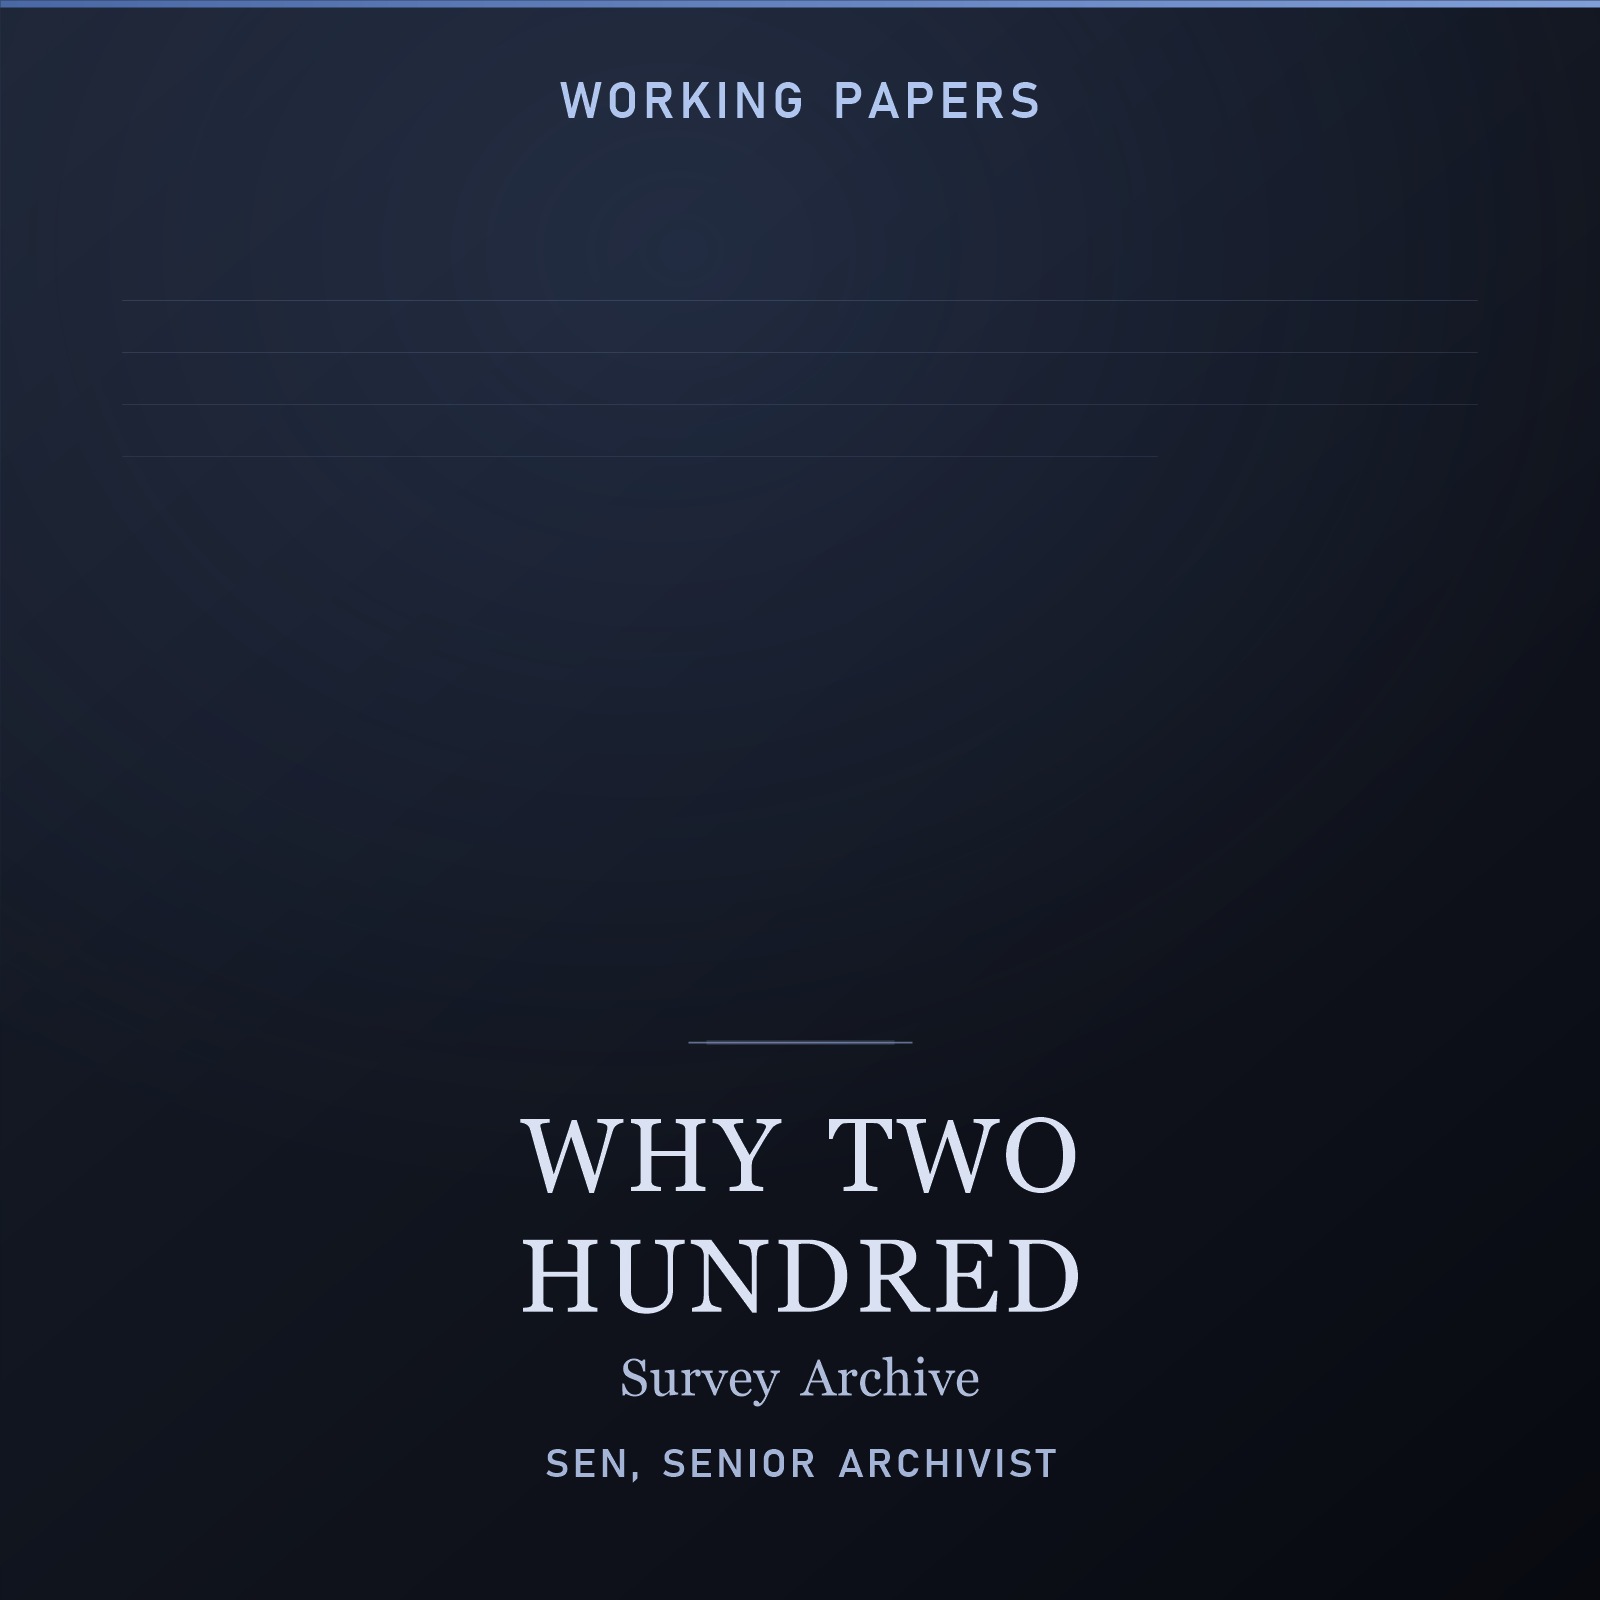 WORKING PAPERS
WHY TWO
HUNDRED
Survey Archive
SEN, SENIOR ARCHIVIST